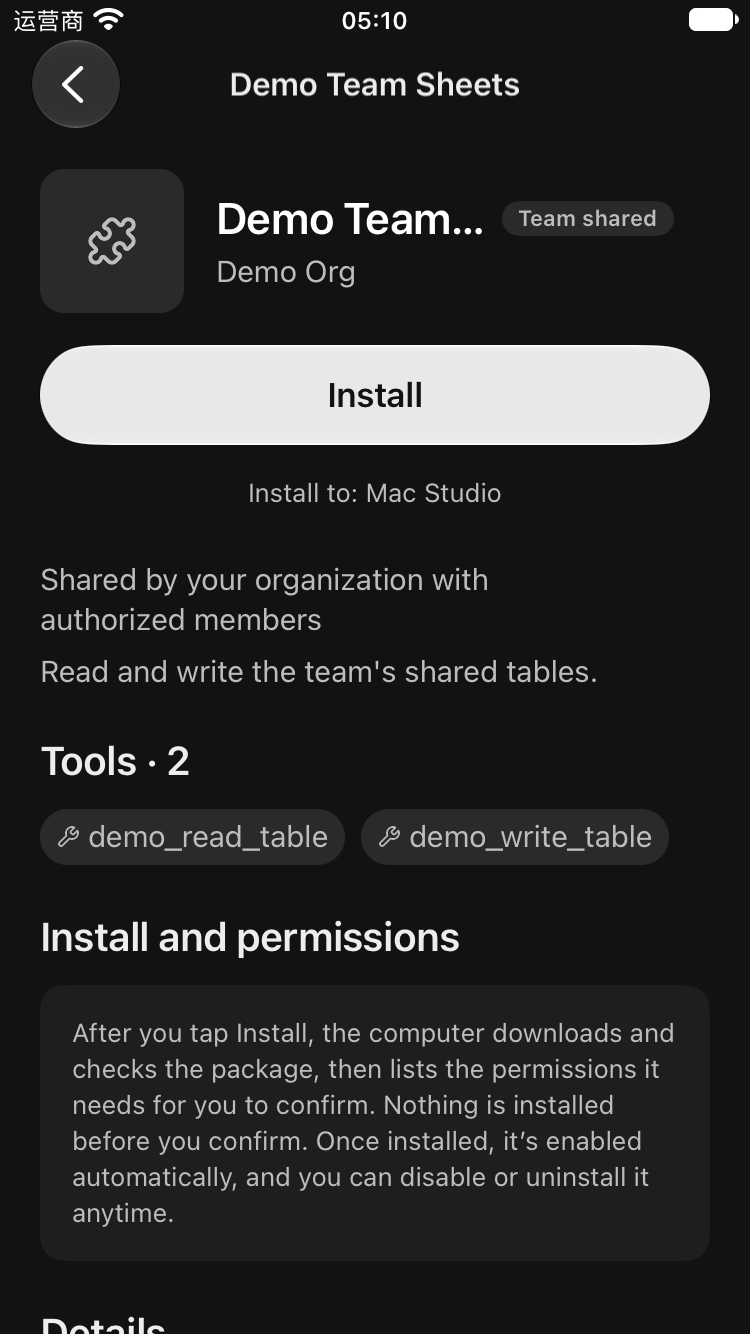 运营商
05:10
Demo Team Sheets
Demo Team...
Team shared
Demo Org
Install
Install to: Mac Studio
Shared by your organization with
authorized members
Read and write the team's shared tables.
Tools · 2
demo_read_table
demo_write_table
Install and permissions
After you tap Install, the computer downloads and
checks the package, then lists the permissions it
needs for you to confirm. Nothing is installed
before you confirm. Once installed, it’s enabled
automatically, and you can disable or uninstall it
anytime.
Details